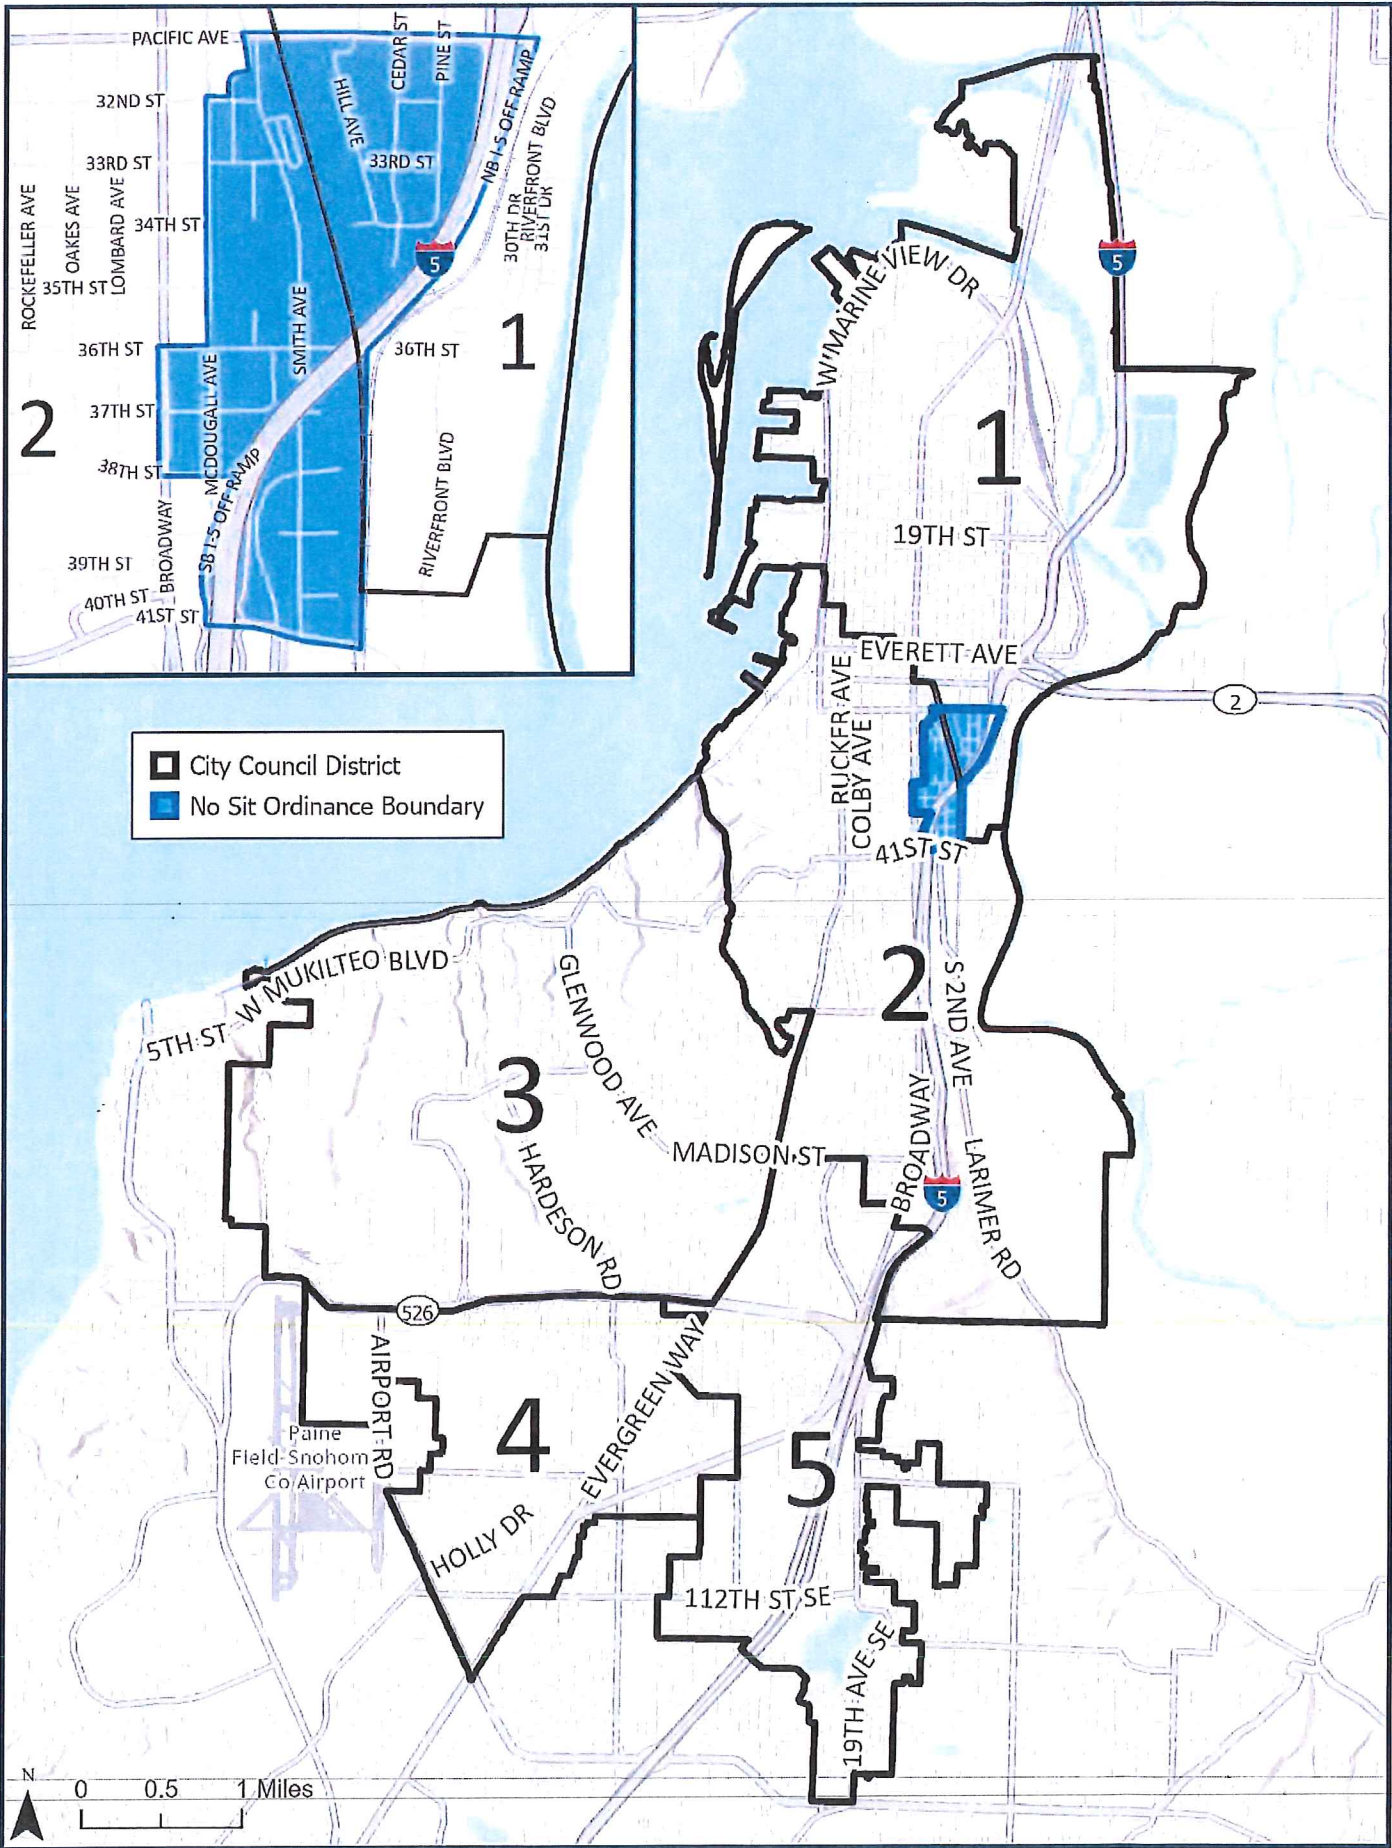 PACIFIC AVE
CEDAR ST
PINE ST
32ND ST
HILL AVE
NB I-5 OFF RAMP
33RD ST
33RD ST
ROCKEFELLER AVE
OAKES AVE
LOMBARD AVE
34TH ST
30TH DR
RIVERFRONT BLVD
31ST DR
5
35TH ST
SMITH AVE
36TH ST
36TH ST
1
2
MCDOUGALL AVE
37TH ST
38TH ST
SB I-5 OFF RAMP
BROADWAY
RIVERFRONT BLVD
39TH ST
40TH ST
41ST ST
City Council District
No Sit Ordinance Boundary
W MARINE VIEW DR
5
1
19TH ST
EVERETT AVE
2
RUCKER AVE
COLBY AVE
41ST ST
2
S 2ND AVE
W MUKILTEO BLVD
5TH ST
GLENWOOD AVE
3
HARDESON RD
MADISON ST
BROADWAY
5
LARIMER RD
526
AIRPORT RD
EVERGREEN WAY
4
5
Paine
Field-Snohom
Co Airport
HOLLY DR
112TH ST SE
19TH AVE SE
N
0 0.5 1 Miles